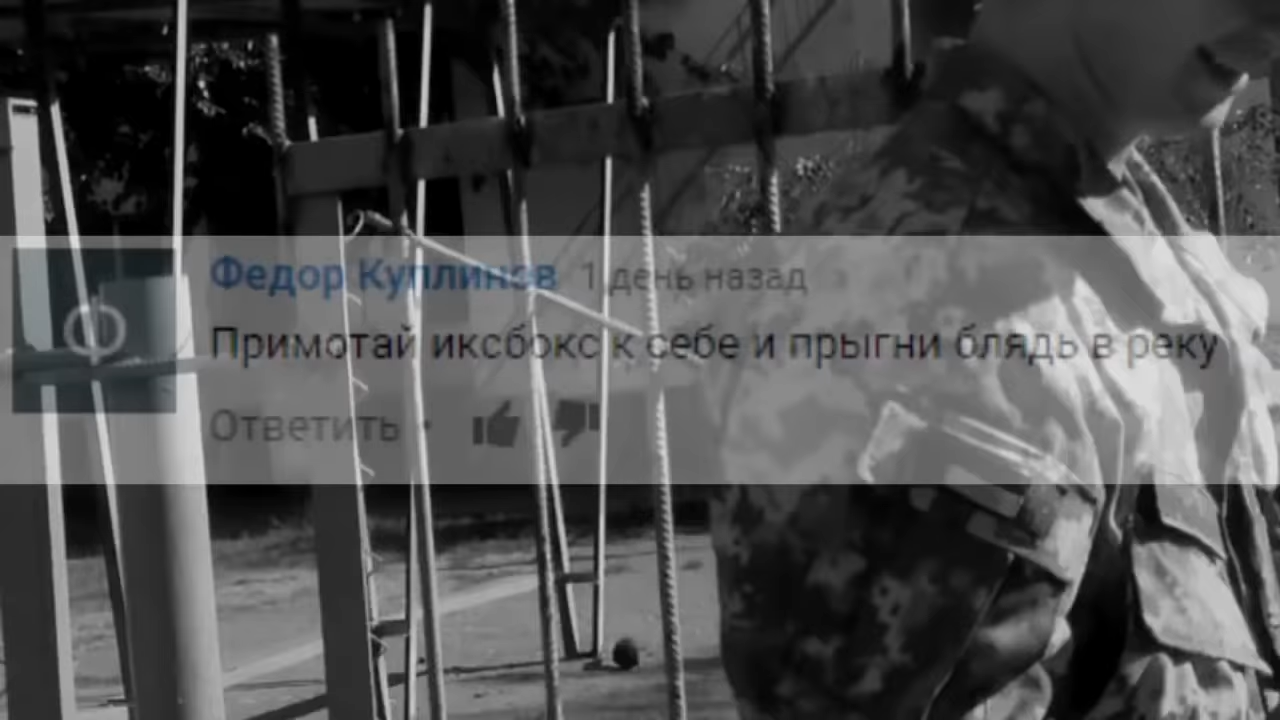 Федор Куплинов 1 день назад
Примотай иксбокс к себе и прыгни блядь в реку
Ответить •